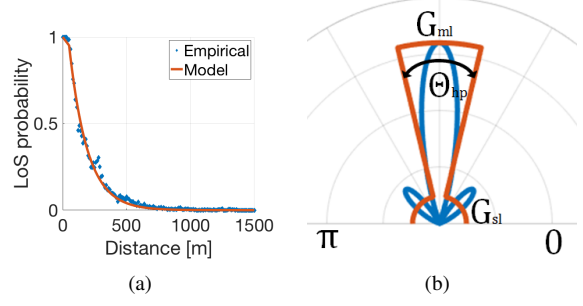 1
0.5
0
0 500 1000 1500
LoS probability
Distance [m]
Empirical
Model
(a)
G_ml
Θ_hp
G_sl
π
0
(b)